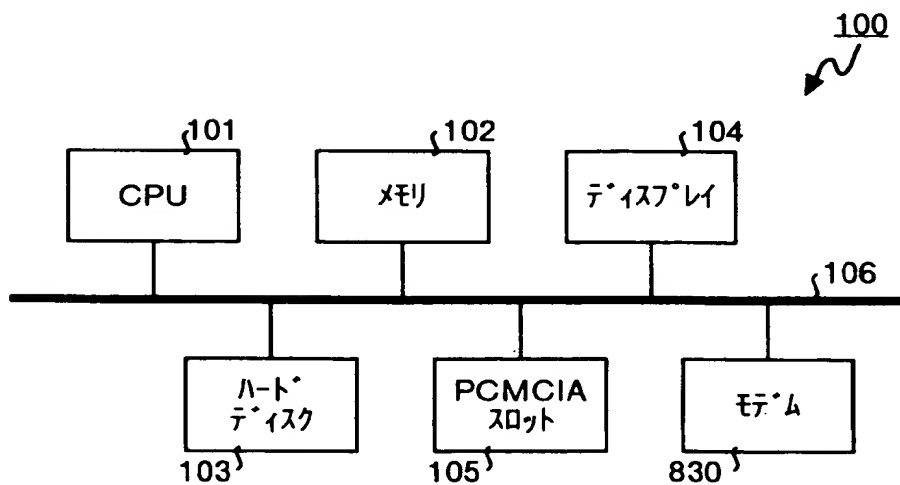 100
101
102
104
CPU
メモリ
ディスプレイ
106
ハードディスク
PCMCIA
スロット
モデム
103
105
830